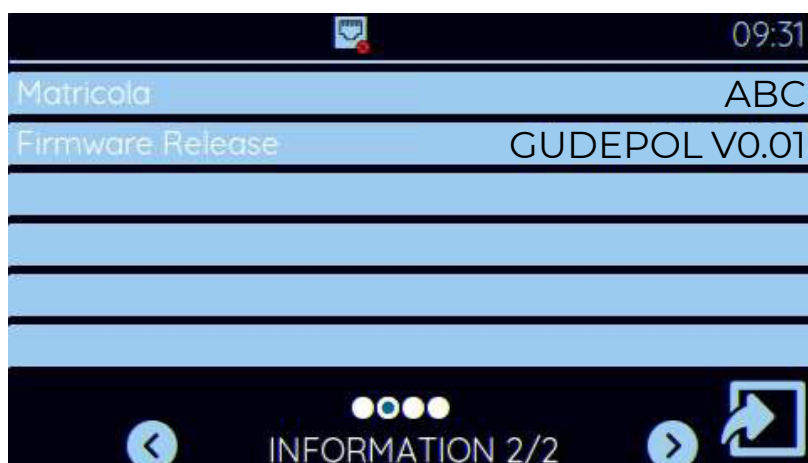 09:31
Matricola ABC
Firmware Release GUDEPOL V0.01
INFORMATION 2/2